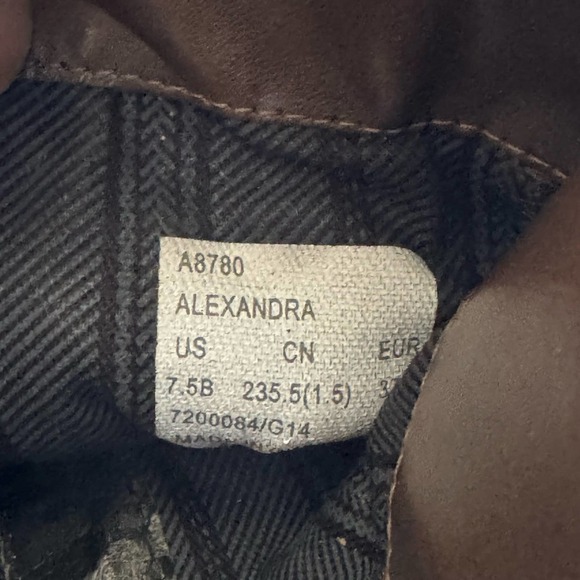 A8780
ALEXANDRA
US CN EUR
7.5B 235.5(1.5)
7200084/G14